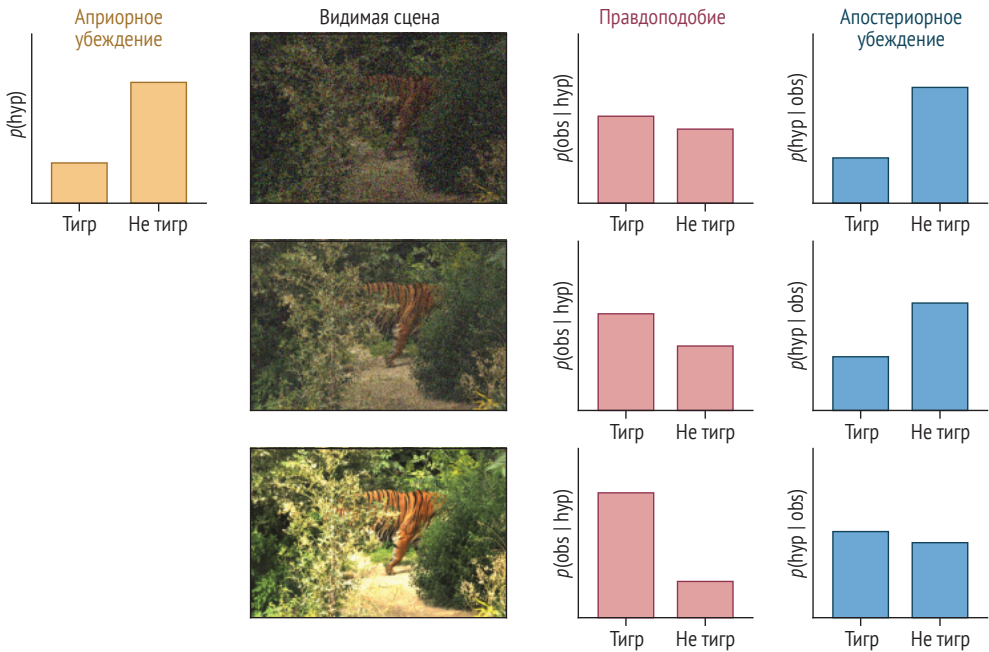 Априорное
убеждение
Видимая сцена
Правдоподобие
Апостериорное
убеждение
p(hyp)
Тигр
Не тигр
p(obs | hyp)
Тигр
Не тигр
p(hyp | obs)
Тигр
Не тигр
p(obs | hyp)
Тигр
Не тигр
p(hyp | obs)
Тигр
Не тигр
p(obs | hyp)
Тигр
Не тигр
p(hyp | obs)
Тигр
Не тигр